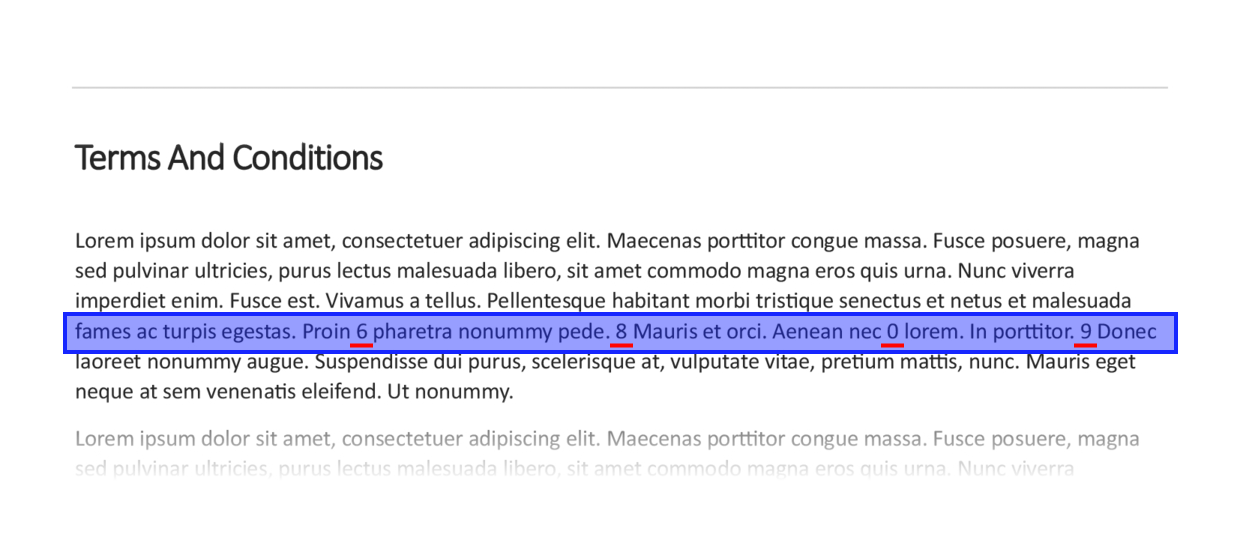 Terms And Conditions
Lorem ipsum dolor sit amet, consectetuer adipiscing elit. Maecenas porttitor congue massa. Fusce posuere, magna
sed pulvinar ultricies, purus lectus malesuada libero, sit amet commodo magna eros quis urna. Nunc viverra
imperdiet enim. Fusce est. Vivamus a tellus. Pellentesque habitant morbi tristique senectus et netus et malesuada
fames ac turpis egestas. Proin 6 pharetra nonummy pede. 8 Mauris et orci. Aenean nec 0 lorem. In porttitor. 9 Donec
laoreet nonummy augue. Suspendisse dui purus, scelerisque at, vulputate vitae, pretium mattis, nunc. Mauris eget
neque at sem venenatis eleifend. Ut nonummy.
Lorem ipsum dolor sit amet, consectetuer adipiscing elit. Maecenas porttitor congue massa. Fusce posuere, magna
sed pulvinar ultricies, purus lectus malesuada libero, sit amet commodo magna eros quis urna. Nunc viverra